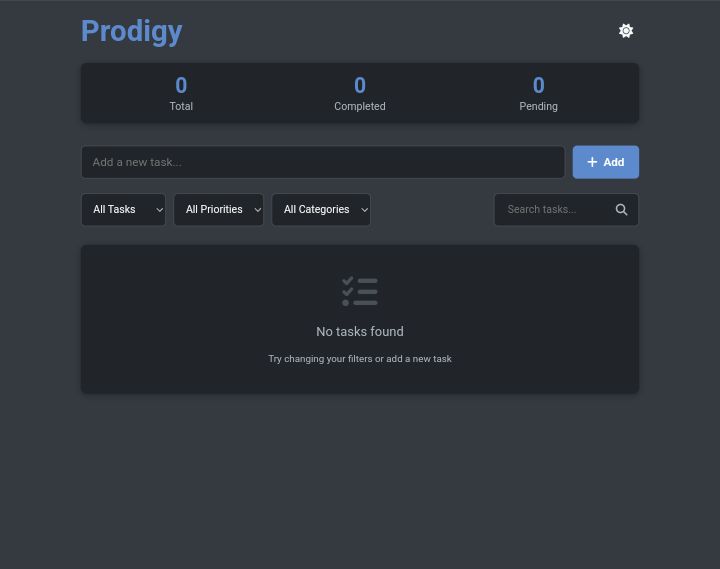 Prodigy
0 0 0
Total Completed Pending
Add a new task... + Add
All Tasks All Priorities All Categories Search tasks...
No tasks found
Try changing your filters or add a new task